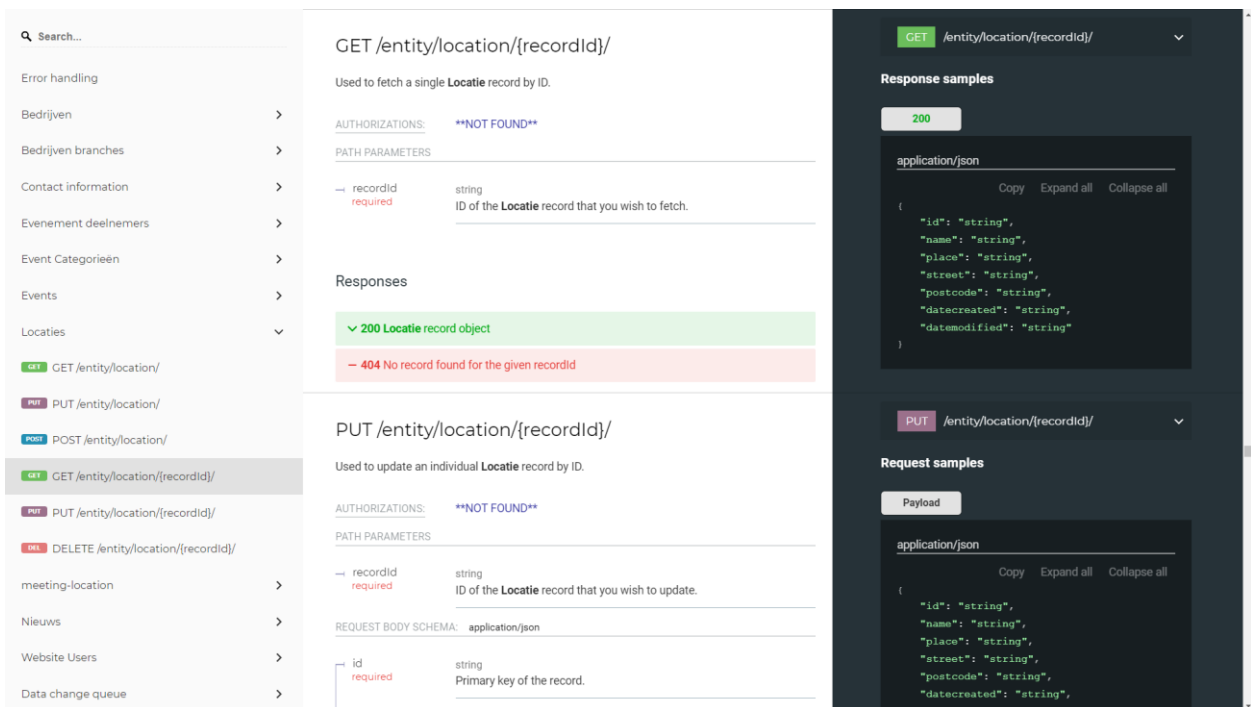 Search...
Error handling
Bedrijven
Bedrijven branches
Contact information
Evenement deelnemers
Event Categorieën
Events
Locaties
GET GET /entity/location/
PUT PUT /entity/location/
POST POST /entity/location/
GET GET /entity/location/{recordId}/
PUT PUT /entity/location/{recordId}/
DEL DELETE /entity/location/{recordId}/
meeting-location
Nieuws
Website Users
Data change queue
GET /entity/location/{recordId}/
Used to fetch a single Locatie record by ID.
AUTHORIZATIONS: **NOT FOUND**
PATH PARAMETERS
recordId string
required ID of the Locatie record that you wish to fetch.
Responses
200 Locatie record object
404 No record found for the given recordId
PUT /entity/location/{recordId}/
Used to update an individual Locatie record by ID.
AUTHORIZATIONS: **NOT FOUND**
PATH PARAMETERS
recordId string
required ID of the Locatie record that you wish to update.
REQUEST BODY SCHEMA: application/json
id string
required Primary key of the record.
GET /entity/location/{recordId}/
Response samples
200
application/json
Copy Expand all Collapse all
{
"id": "string",
"name": "string",
"place": "string",
"street": "string",
"postcode": "string",
"datecreated": "string",
"datemodified": "string"
}
PUT /entity/location/{recordId}/
Request samples
Payload
application/json
Copy Expand all Collapse all
{
"id": "string",
"name": "string",
"place": "string",
"street": "string",
"postcode": "string",
"datecreated": "string",